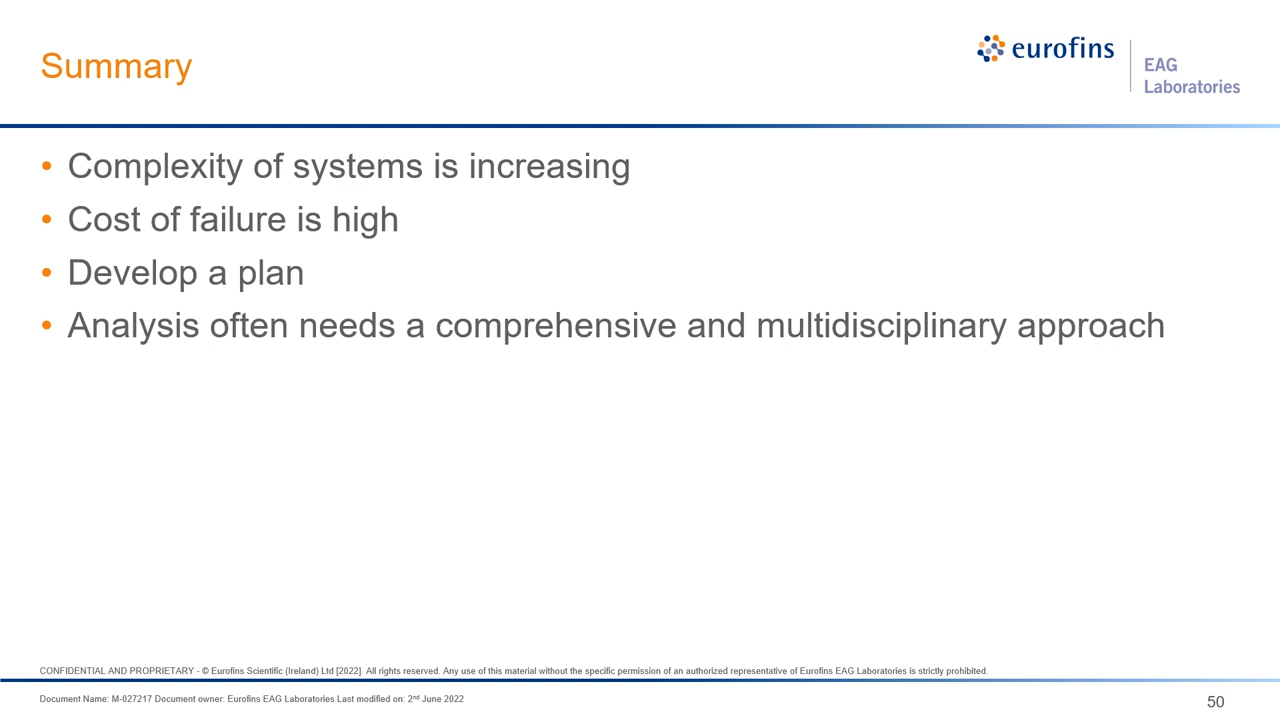 Summary
eurofins
EAG
Laboratories
• Complexity of systems is increasing
• Cost of failure is high
• Develop a plan
• Analysis often needs a comprehensive and multidisciplinary approach
CONFIDENTIAL AND PROPRIETARY - © Eurofins Scientific (Ireland) Ltd [2022]. All rights reserved. Any use of this material without the specific permission of an authorized representative of Eurofins EAG Laboratories is strictly prohibited.
Document Name: M-027217 Document owner: Eurofins EAG Laboratories Last modified on: 2nd June 2022
50